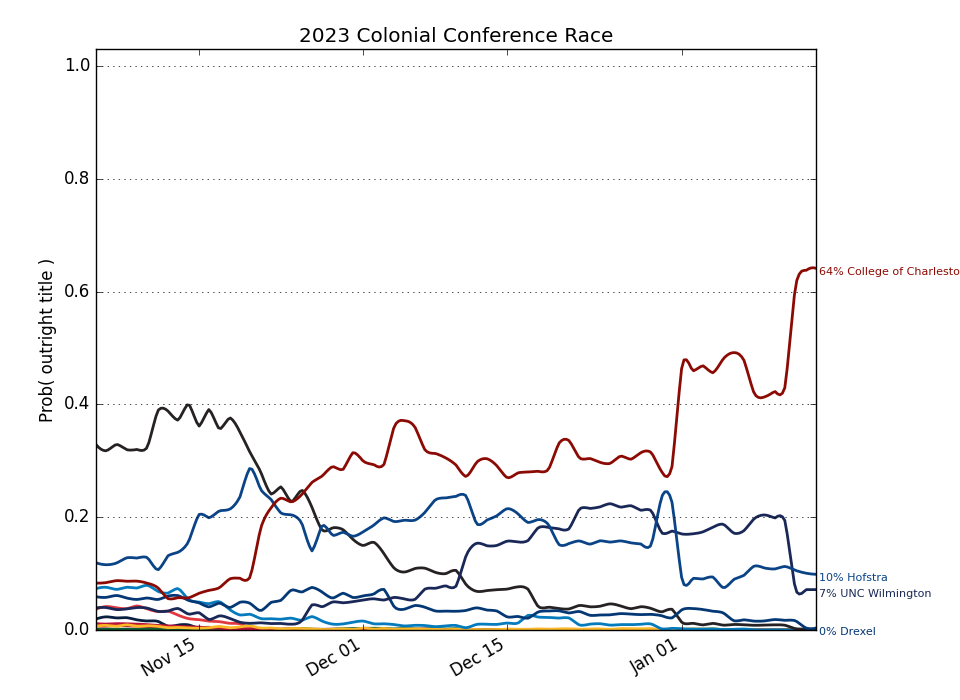 2023 Colonial Conference Race
1.0
0.8
0.6
0.4
0.2
0.0
Prob( outright title )
64% College of Charlesto
10% Hofstra
7% UNC Wilmington
0% Drexel
Nov 15
Dec 01
Dec 15
Jan 01